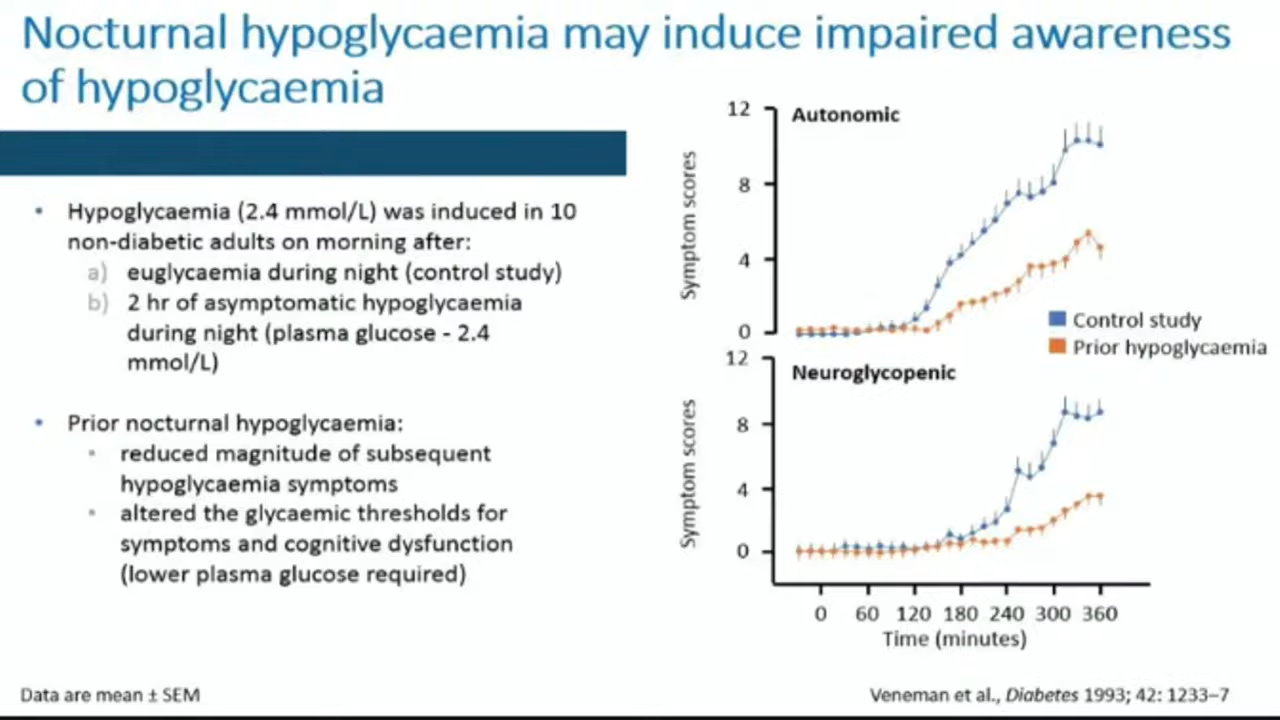 Nocturnal hypoglycaemia may induce impaired awareness
of hypoglycaemia
• Hypoglycaemia (2.4 mmol/L) was induced in 10
non-diabetic adults on morning after:
a) euglycaemia during night (control study)
b) 2 hr of asymptomatic hypoglycaemia
during night (plasma glucose - 2.4
mmol/L)
• Prior nocturnal hypoglycaemia:
• reduced magnitude of subsequent
hypoglycaemia symptoms
• altered the glycaemic thresholds for
symptoms and cognitive dysfunction
(lower plasma glucose required)
Autonomic
Symptom scores
12
8
4
0
Control study
Prior hypoglycaemia
Neuroglycopenic
Symptom scores
12
8
4
0
0 60 120 180 240 300 360
Time (minutes)
Data are mean ± SEM
Veneman et al., Diabetes 1993; 42: 1233–7